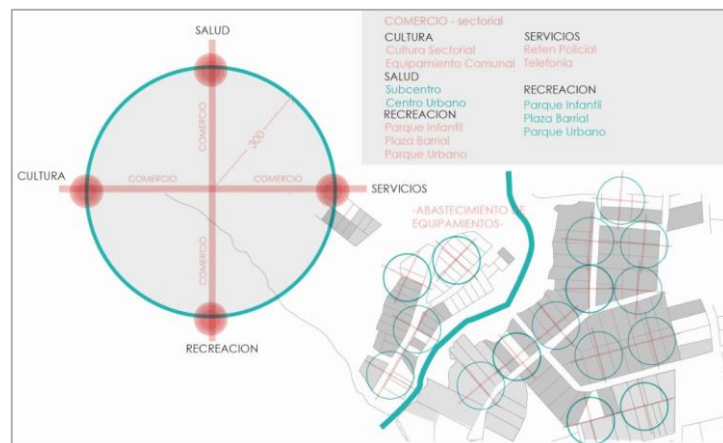 SALUD
COMERCIO
300
CULTURA
COMERCIO
COMERCIO
SERVICIOS
COMERCIO
RECREACION
COMERCIO - sectorial
CULTURA
Cultura Sectorial
Equipamiento Comunal
SALUD
Subcentro
Centro Urbano
RECREACION
Parque Infantil
Plaza Barrial
Parque Urbano
SERVICIOS
Reten Policial
Telefonia
RECREACION
Parque Infantil
Plaza Barrial
Parque Urbano
-ABASTECIMIENTO DE
EQUIPAMIENTOS-